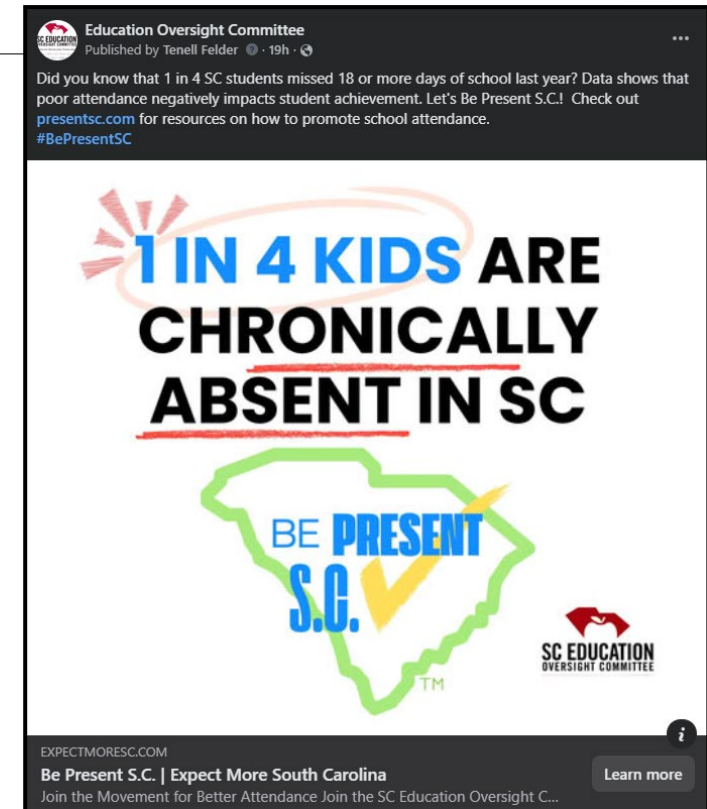 Education Oversight Committee
Published by Tenell Felder · 19h ·
Did you know that 1 in 4 SC students missed 18 or more days of school last year? Data shows that
poor attendance negatively impacts student achievement. Let's Be Present S.C.! Check out
presentsc.com for resources on how to promote school attendance.
#BePresentSC
1 IN 4 KIDS ARE
CHRONICALLY
ABSENT IN SC
BE PRESENT
S.C.
TM
SC EDUCATION
OVERSIGHT COMMITTEE
EXPECTMORESC.COM
Be Present S.C. | Expect More South Carolina
Learn more
Join the Movement for Better Attendance Join the SC Education Oversight C...